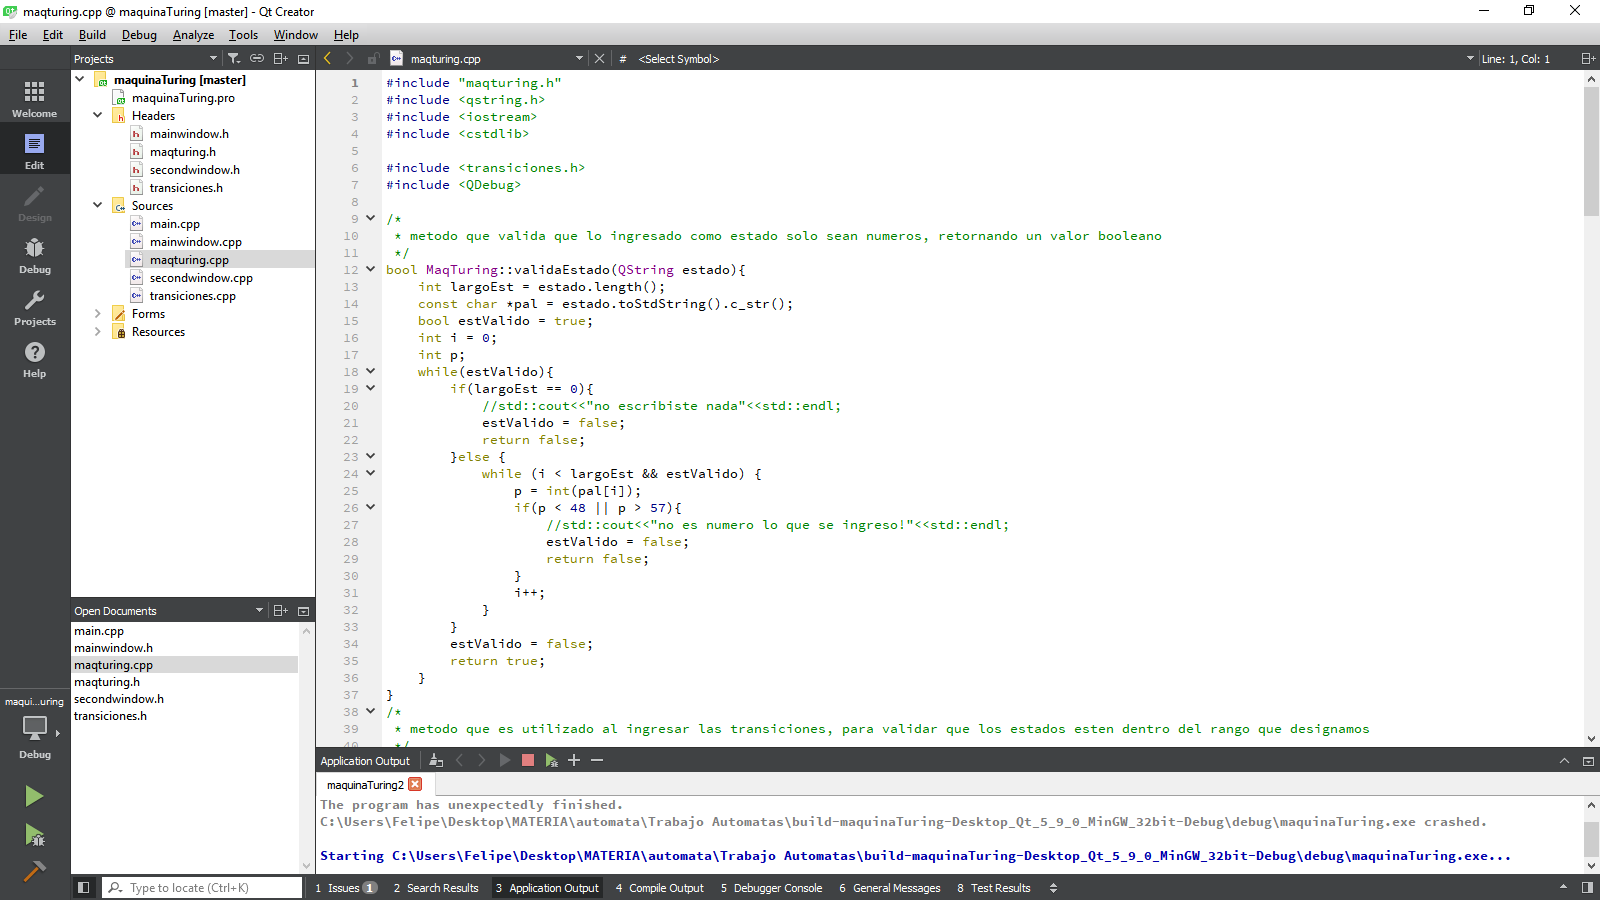 maqturing.cpp @ maquinaTuring [master] - Qt Creator
File Edit Build Debug Analyze Tools Window Help
Projects
maqturing.cpp
# <Select Symbol>
Line: 1, Col: 1
Welcome
Edit
Design
Debug
Projects
Help
maquinaTuring [master]
maquinaTuring.pro
Headers
mainwindow.h
maqturing.h
secondwindow.h
transiciones.h
Sources
main.cpp
mainwindow.cpp
maqturing.cpp
secondwindow.cpp
transiciones.cpp
Forms
Resources
Open Documents
main.cpp
mainwindow.h
maqturing.cpp
maqturing.h
secondwindow.h
transiciones.h
maqui...uring
Debug
1 #include "maqturing.h"
2 #include <qstring.h>
3 #include <iostream>
4 #include <cstdlib>
5
6 #include <transiciones.h>
7 #include <QDebug>
8
9 /*
10 * metodo que valida que lo ingresado como estado solo sean numeros, retornando un valor booleano
11 */
12 bool MaqTuring::validaEstado(QString estado){
13 int largoEst = estado.length();
14 const char *pal = estado.toStdString().c_str();
15 bool estValido = true;
16 int i = 0;
17 int p;
18 while(estValido){
19 if(largoEst == 0){
20 //std::cout<<"no escribiste nada"<<std::endl;
21 estValido = false;
22 return false;
23 }else {
24 while (i < largoEst && estValido) {
25 p = int(pal[i]);
26 if(p < 48 || p > 57){
27 //std::cout<<"no es numero lo que se ingreso!"<<std::endl;
28 estValido = false;
29 return false;
30 }
31 i++;
32 }
33 }
34 estValido = false;
35 return true;
36 }
37 }
38 /*
39 * metodo que es utilizado al ingresar las transiciones, para validar que los estados esten dentro del rango que designamos
40 */
Application Output
maquinaTuring2
The program has unexpectedly finished.
C:\Users\Felipe\Desktop\MATERIA\automata\Trabajo Automatas\build-maquinaTuring-Desktop_Qt_5_9_0_MinGW_32bit-Debug\debug\maquinaTuring.exe crashed.
Starting C:\Users\Felipe\Desktop\MATERIA\automata\Trabajo Automatas\build-maquinaTuring-Desktop_Qt_5_9_0_MinGW_32bit-Debug\debug\maquinaTuring.exe...
Type to locate (Ctrl+K)
1 Issues 1 2 Search Results 3 Application Output 4 Compile Output 5 Debugger Console 6 General Messages 8 Test Results